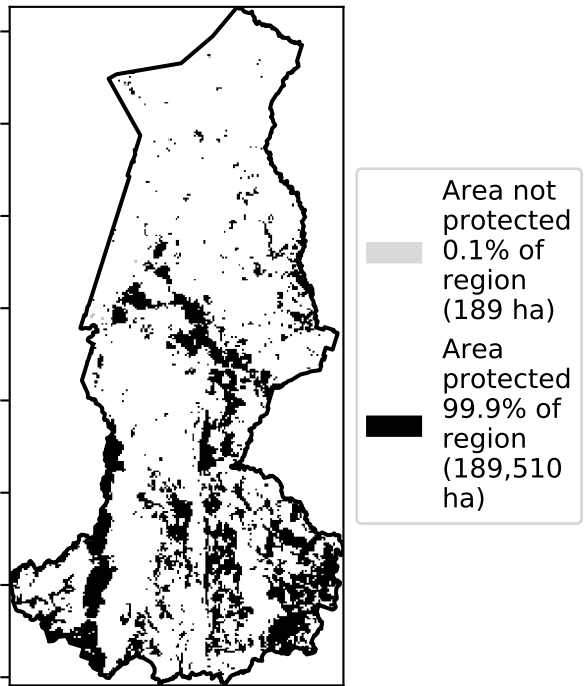 Area not
protected
0.1% of
region
(189 ha)
Area
protected
99.9% of
region
(189,510
ha)